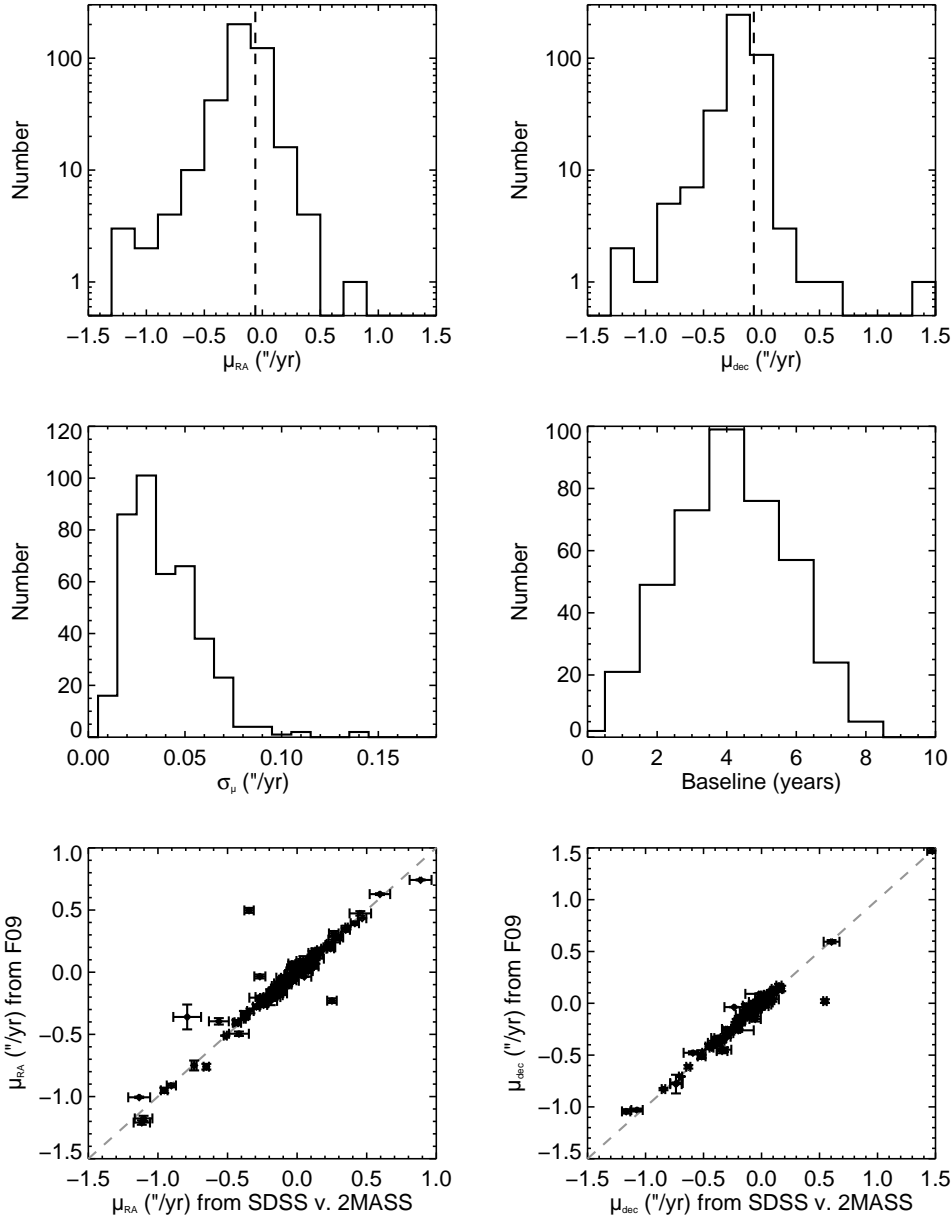 100
10
1
Number
−1.5 −1.0 −0.5 0.0 0.5 1.0 1.5
μRA ("/yr)
100
10
1
Number
−1.5 −1.0 −0.5 0.0 0.5 1.0 1.5
μdec ("/yr)
120
100
80
60
40
20
0
Number
0.00 0.05 0.10 0.15
σμ ("/yr)
100
80
60
40
20
0
Number
0 2 4 6 8 10
Baseline (years)
1.0
0.5
0.0
−0.5
−1.0
−1.5
μRA ("/yr) from F09
−1.5 −1.0 −0.5 0.0 0.5 1.0
μRA ("/yr) from SDSS v. 2MASS
1.5
1.0
0.5
0.0
−0.5
−1.0
−1.5
μdec ("/yr) from F09
−1.5 −1.0 −0.5 0.0 0.5 1.0 1.5
μdec ("/yr) from SDSS v. 2MASS